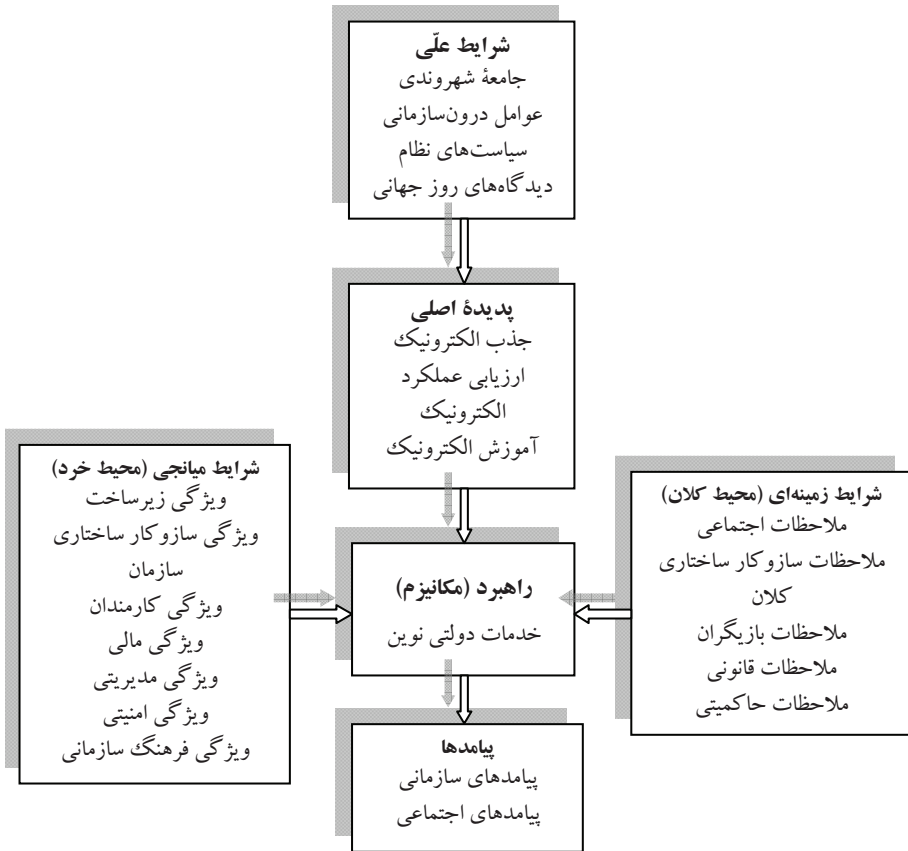 شرایط علّی
جامعۀ شهروندی
عوامل درون‌سازمانی
سیاست‌های نظام
دیدگاه‌های روز جهانی
پدیدۀ اصلی
جذب الکترونیک
ارزیابی عملکرد
الکترونیک
آموزش الکترونیک
شرایط زمینه‌ای (محیط کلان)
ملاحظات اجتماعی
ملاحظات سازوکار ساختاری
کلان
ملاحظات بازیگران
ملاحظات قانونی
ملاحظات حاکمیتی
راهبرد (مکانیزم)
خدمات دولتی نوین
شرایط میانجی (محیط خرد)
ویژگی زیرساخت
ویژگی سازوکار ساختاری
سازمان
ویژگی کارمندان
ویژگی مالی
ویژگی مدیریتی
ویژگی امنیتی
ویژگی فرهنگ سازمانی
پیامدها
پیامدهای سازمانی
پیامدهای اجتماعی